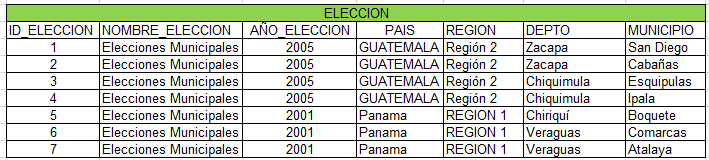 ELECCION
ID_ELECCION NOMBRE_ELECCION AÑO_ELECCION PAIS REGION DEPTO MUNICIPIO
1 Elecciones Municipales 2005 GUATEMALA Región 2 Zacapa San Diego
2 Elecciones Municipales 2005 GUATEMALA Región 2 Zacapa Cabañas
3 Elecciones Municipales 2005 GUATEMALA Región 2 Chiquimula Esquipulas
4 Elecciones Municipales 2005 GUATEMALA Región 2 Chiquimula Ipala
5 Elecciones Municipales 2001 Panama REGION 1 Chiriquí Boquete
6 Elecciones Municipales 2001 Panama REGION 1 Veraguas Comarcas
7 Elecciones Municipales 2001 Panama REGION 1 Veraguas Atalaya